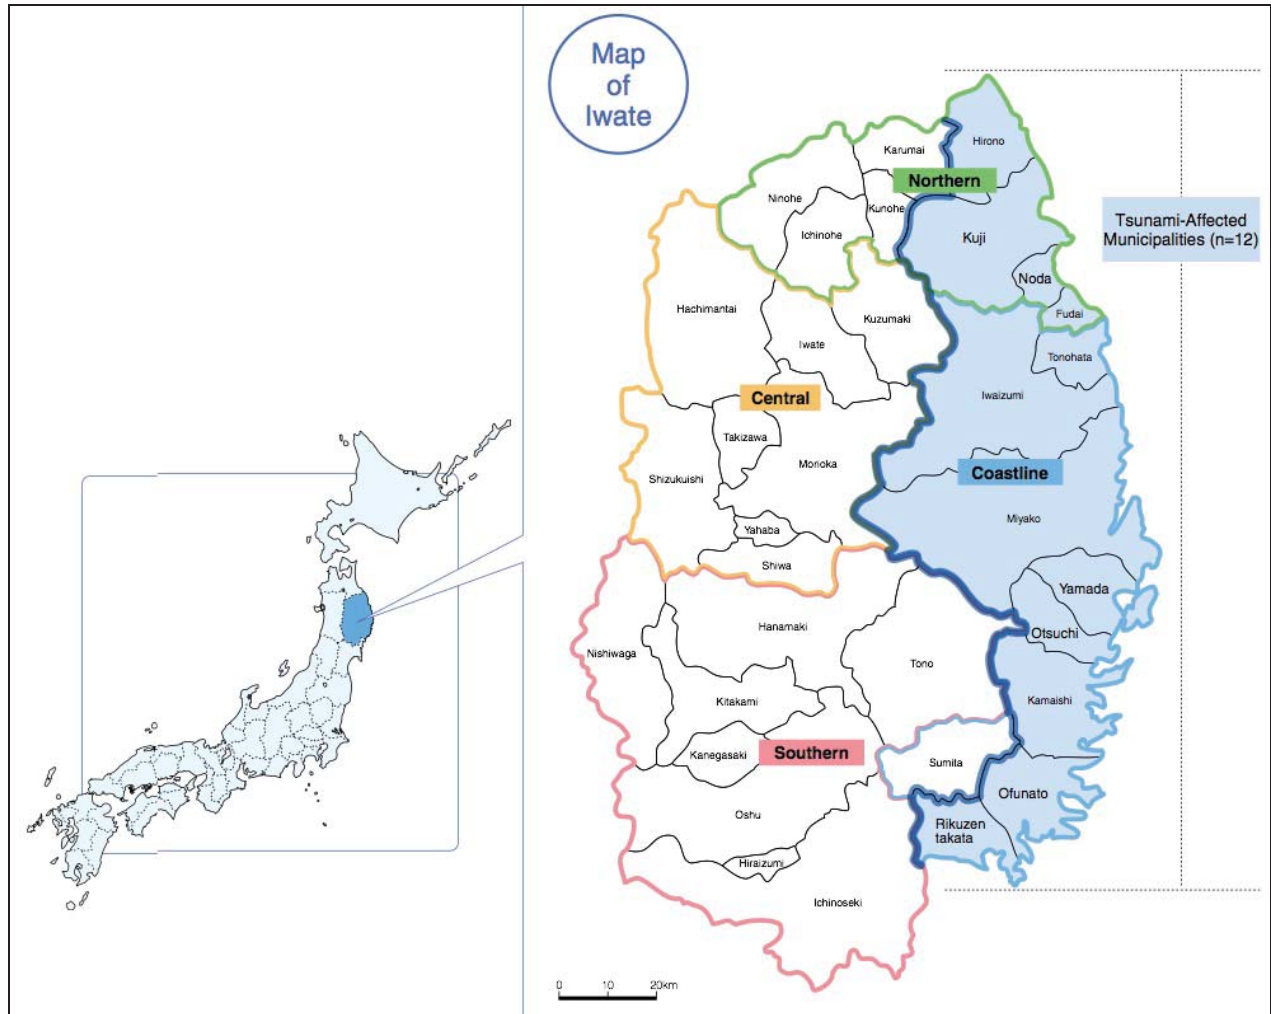 Map
of
Iwate
Hirono
Karumai
Northern
Ninohe
Kunohe
Ichinohe
Kuji
Tsunami-Affected
Municipalities (n=12)
Noda
Fudai
Hachimantai
Kuzumaki
Iwate
Tonohata
Iwaizumi
Central
Takizawa
Morioka
Coastline
Shizukuishi
Miyako
Yahaba
Shiwa
Yamada
Otsuchi
Hanamaki
Nishiwaga
Tono
Kitakami
Kamaishi
Kanegasaki
Southern
Sumita
Ofunato
Oshu
Rikuzen
takata
Hiraizumi
Ichinoseki
0 10 20km